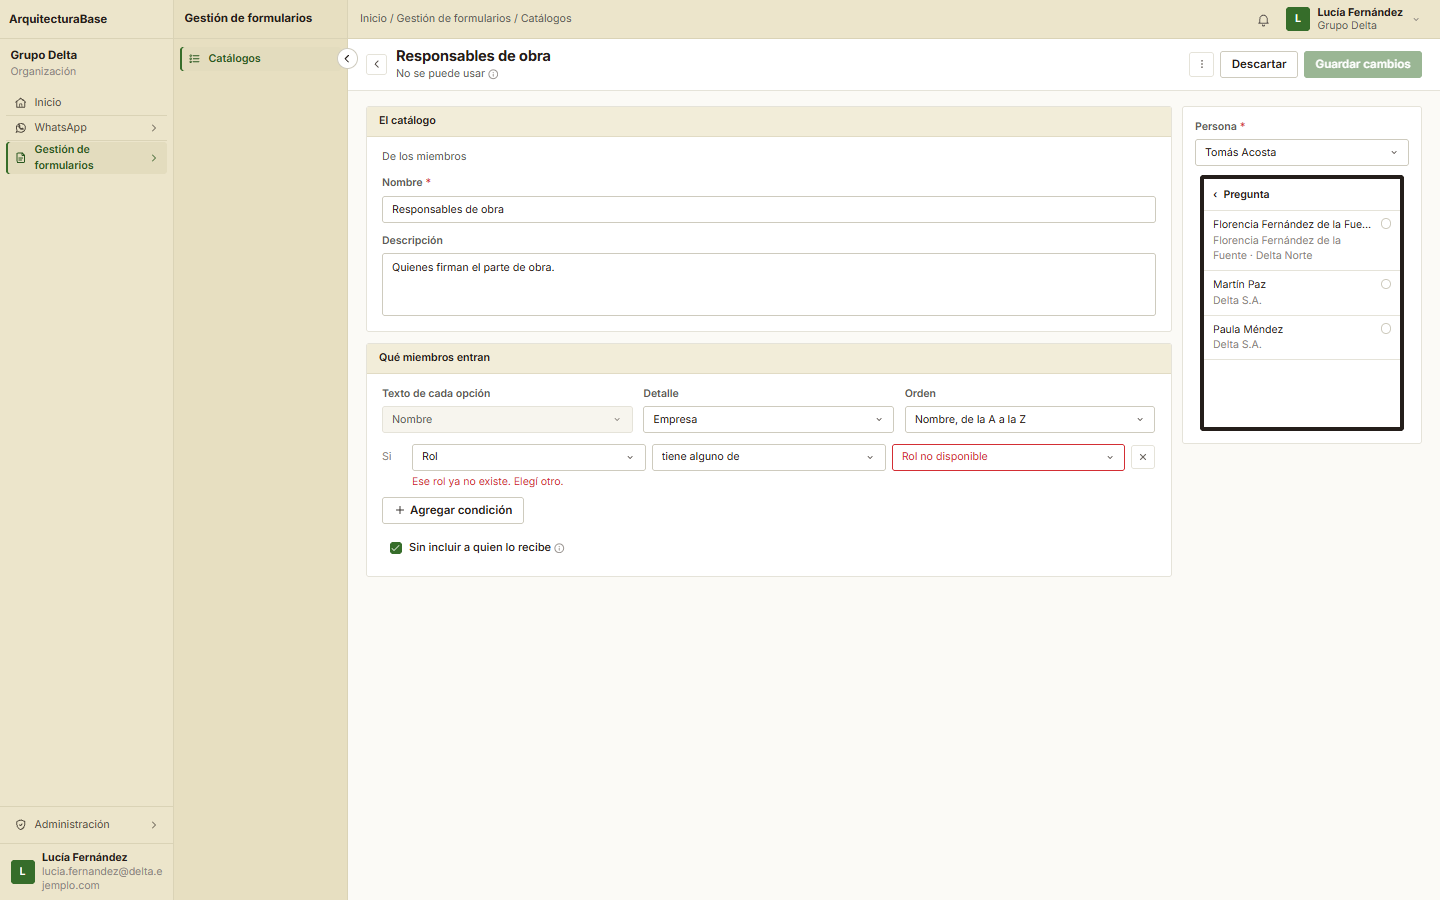 ArquitecturaBase
Grupo Delta
Organización
Inicio
WhatsApp
Gestión de
formularios
Administración
L
Lucía Fernández
lucia.fernandez@delta.e
jemplo.com
Gestión de formularios
Catálogos
Inicio / Gestión de formularios / Catálogos
L
Lucía Fernández
Grupo Delta
Responsables de obra
No se puede usar
Descartar
Guardar cambios
El catálogo
De los miembros
Nombre *
Responsables de obra
Descripción
Quienes firman el parte de obra.
Qué miembros entran
Texto de cada opción
Detalle
Orden
Nombre
Empresa
Nombre, de la A a la Z
Si
Rol
tiene alguno de
Rol no disponible
Ese rol ya no existe. Elegí otro.
Agregar condición
Sin incluir a quien lo recibe
Persona *
Tomás Acosta
Pregunta
Florencia Fernández de la Fue...
Florencia Fernández de la
Fuente · Delta Norte
Martín Paz
Delta S.A.
Paula Méndez
Delta S.A.